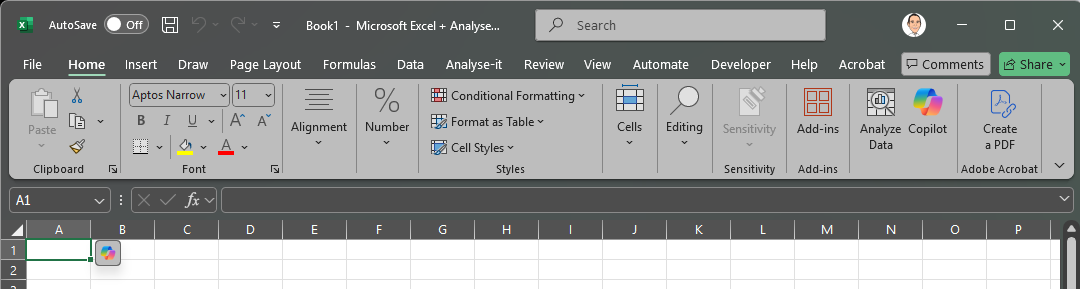 AutoSave Off Book1 - Microsoft Excel + Analyse... Search
File Home Insert Draw Page Layout Formulas Data Analyse-it Review View Automate Developer Help Acrobat Comments Share
Paste
Clipboard
Aptos Narrow 11
B I U A A
A
Font
Alignment
% Number
Conditional Formatting
Format as Table
Cell Styles
Styles
Cells
Editing
Sensitivity
Sensitivity
Add-ins
Add-ins
Analyze
Data
Copilot
Create
a PDF
Adobe Acrobat
A1 fx
A B C D E F G H I J K L M N O P
1
2